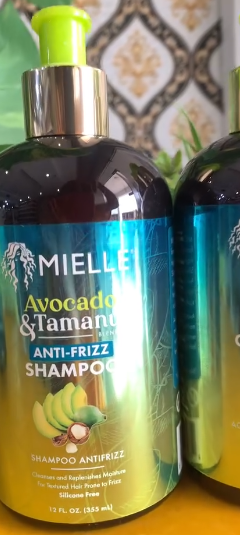 MIELLE
Avocado
&Tamanu
BLEND
ANTI-FRIZZ
SHAMPOO
SHAMPOO ANTIFRIZZ
Cleanses and Replenishes Moisture
For Textured Hair Prone to Frizz
Silicone Free
12 FL. OZ. (355 mL)